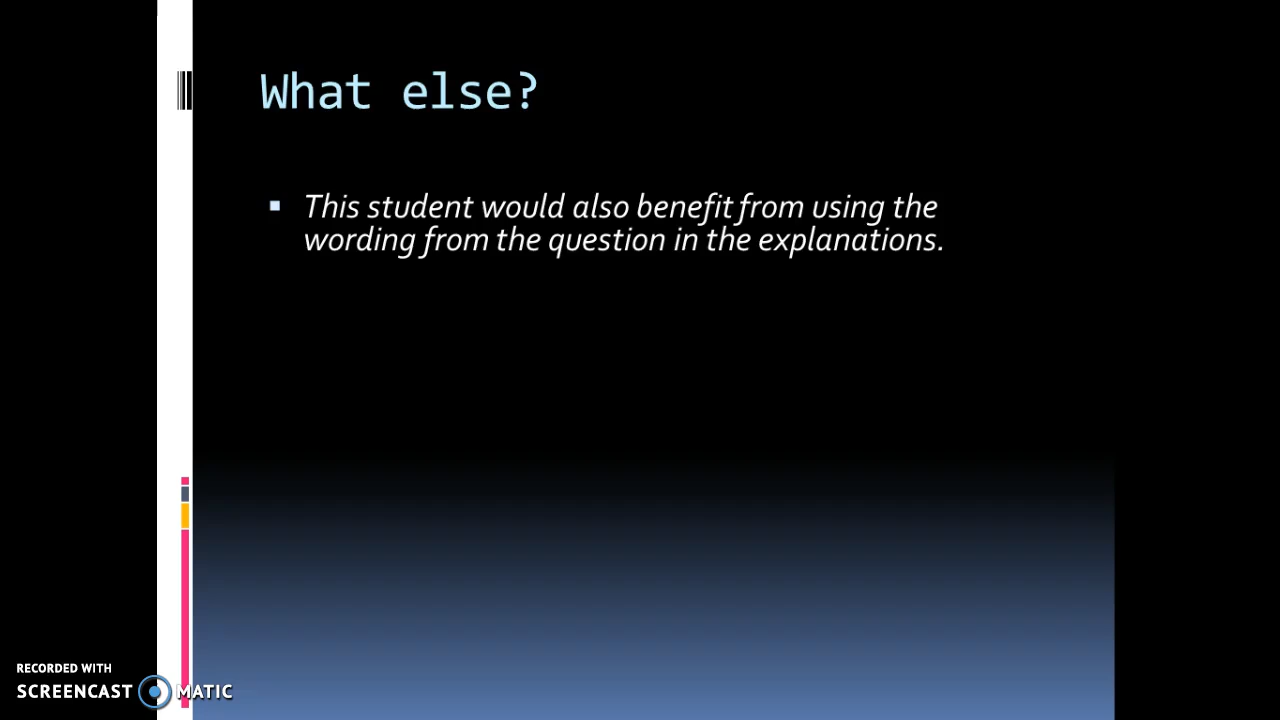 What else?
This student would also benefit from using the
wording from the question in the explanations.
RECORDED WITH
SCREENCAST MATIC